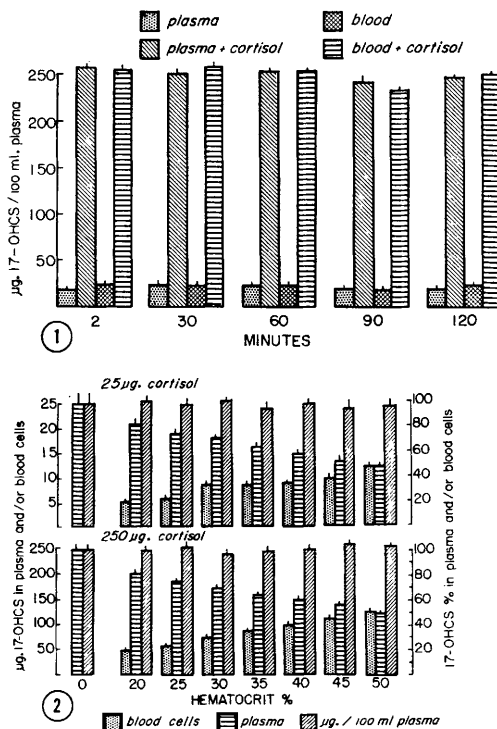 plasma
blood
plasma + cortisol
blood + cortisol
µg. 17-OHCS / 100 ml. plasma
250
200
150
100
50
2 30 60 90 120
MINUTES
1
25 µg. cortisol
µg. 17-OHCS in plasma and/or blood cells
17-OHCS % in plasma and/or blood cells
25
20
15
10
5
100
80
60
40
20
250 µg. cortisol
250
200
150
100
50
100
80
60
40
20
0 20 25 30 35 40 45 50
HEMATOCRIT %
2
blood cells plasma µg./100 ml plasma